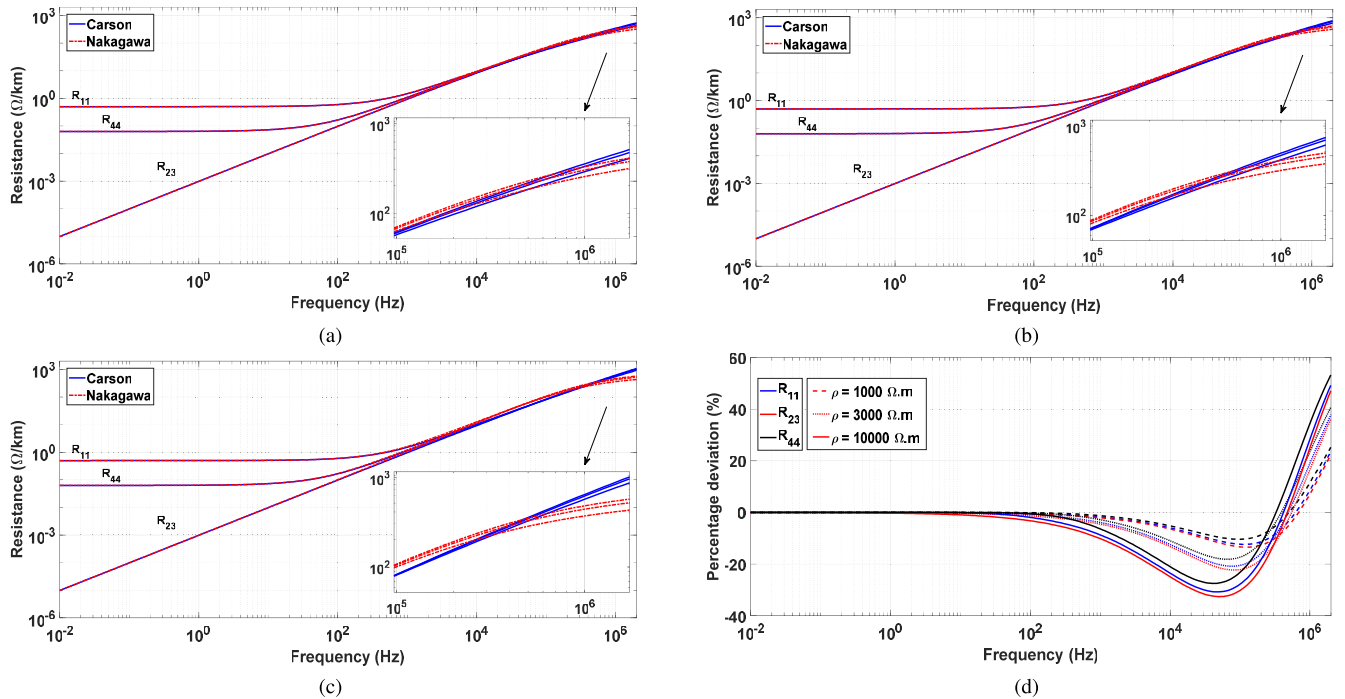 10^3
10^0
10^-3
10^-6
Resistance (Ω/km)
Carson
Nakagawa
R11
R44
R23
10^3
10^2
10^5
10^6
10^-2
10^0
10^2
10^4
10^6
Frequency (Hz)
(a)
10^3
10^0
10^-3
10^-6
Resistance (Ω/km)
Carson
Nakagawa
R11
R44
R23
10^3
10^2
10^5
10^6
10^-2
10^0
10^2
10^4
10^6
Frequency (Hz)
(b)
10^3
10^0
10^-3
10^-6
Resistance (Ω/km)
Carson
Nakagawa
R11
R44
R23
10^3
10^2
10^5
10^6
10^-2
10^0
10^2
10^4
10^6
Frequency (Hz)
(c)
60
40
20
0
-20
-40
Percentage deviation (%)
R11
R23
R44
ρ = 1000 Ω.m
ρ = 3000 Ω.m
ρ = 10000 Ω.m
10^-2
10^0
10^2
10^4
10^6
Frequency (Hz)
(d)